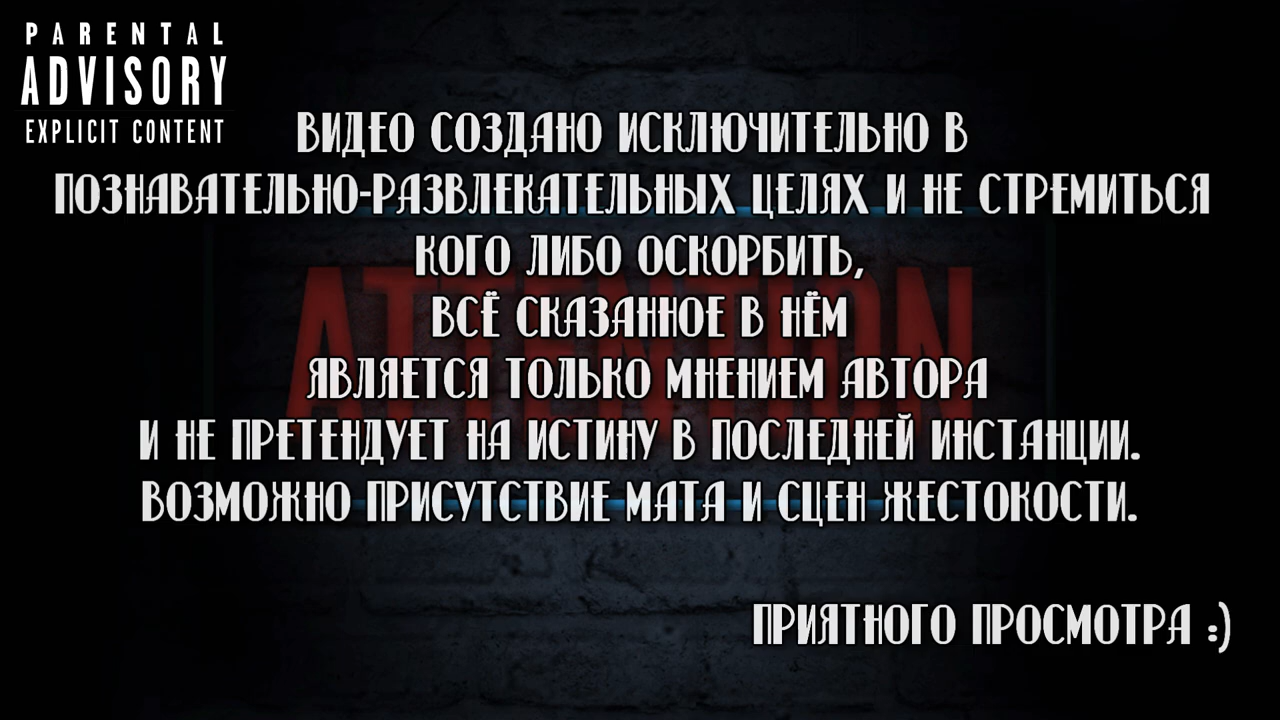 PARENTAL
ADVISORY
EXPLICIT CONTENT
ВИДЕО СОЗДАНО ИСКЛЮЧИТЕЛЬНО В
ПОЗНАВАТЕЛЬНО-РАЗВЛЕКАТЕЛЬНЫХ ЦЕЛЯХ И НЕ СТРЕМИТЬСЯ
КОГО ЛИБО ОСКОРБИТЬ,
ВСЁ СКАЗАННОЕ В НЁМ
ЯВЛЯЕТСЯ ТОЛЬКО МНЕНИЕМ АВТОРА
И НЕ ПРЕТЕНДУЕТ НА ИСТИНУ В ПОСЛЕДНЕЙ ИНСТАНЦИИ.
ВОЗМОЖНО ПРИСУТСТВИЕ МАТА И СЦЕН ЖЕСТОКОСТИ.
ATTENTION
ПРИЯТНОГО ПРОСМОТРА :)